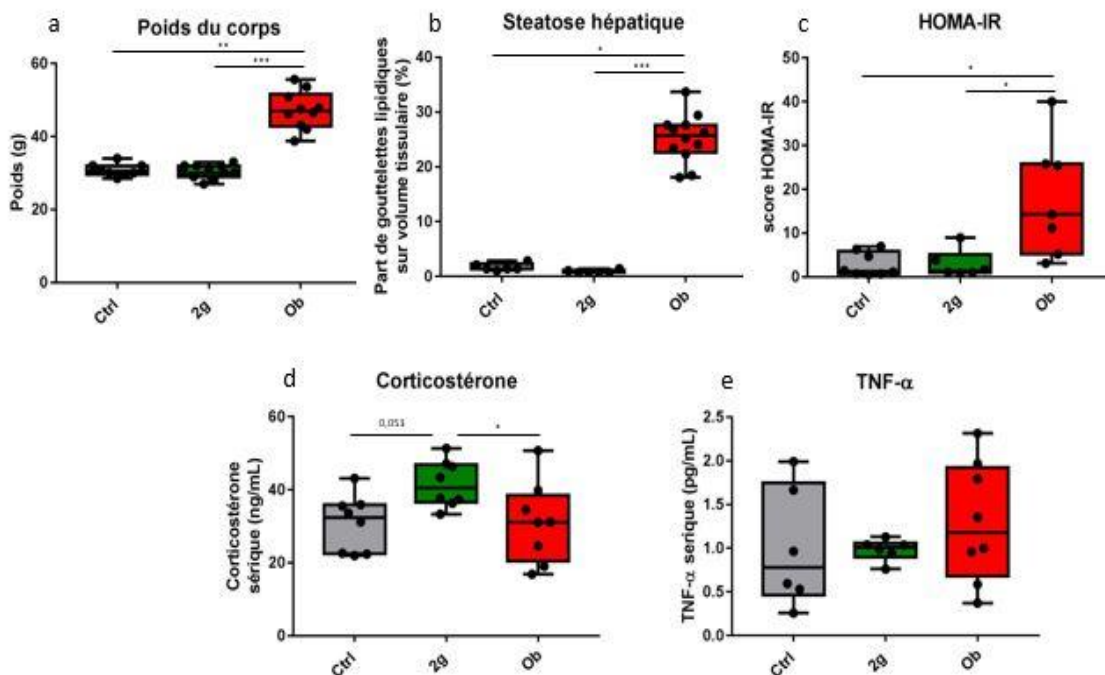 a
Poids du corps
**
***
Poids (g)
60
40
20
0
Ctrl
2g
Ob
b
Steatose hépatique
*
***
Part de gouttelettes lipidiques
sur volume tissulaire (%)
40
30
20
10
0
Ctrl
2g
Ob
c
HOMA-IR
*
*
score HOMA-IR
50
40
30
20
10
0
Ctrl
2g
Ob
d
Corticostérone
0,053
*
Corticostérone
sérique (ng/mL)
60
40
20
0
Ctrl
2g
Ob
e
TNF-α
TNF-α serique (pg/mL)
2.5
2.0
1.5
1.0
0.5
0.0
Ctrl
2g
Ob